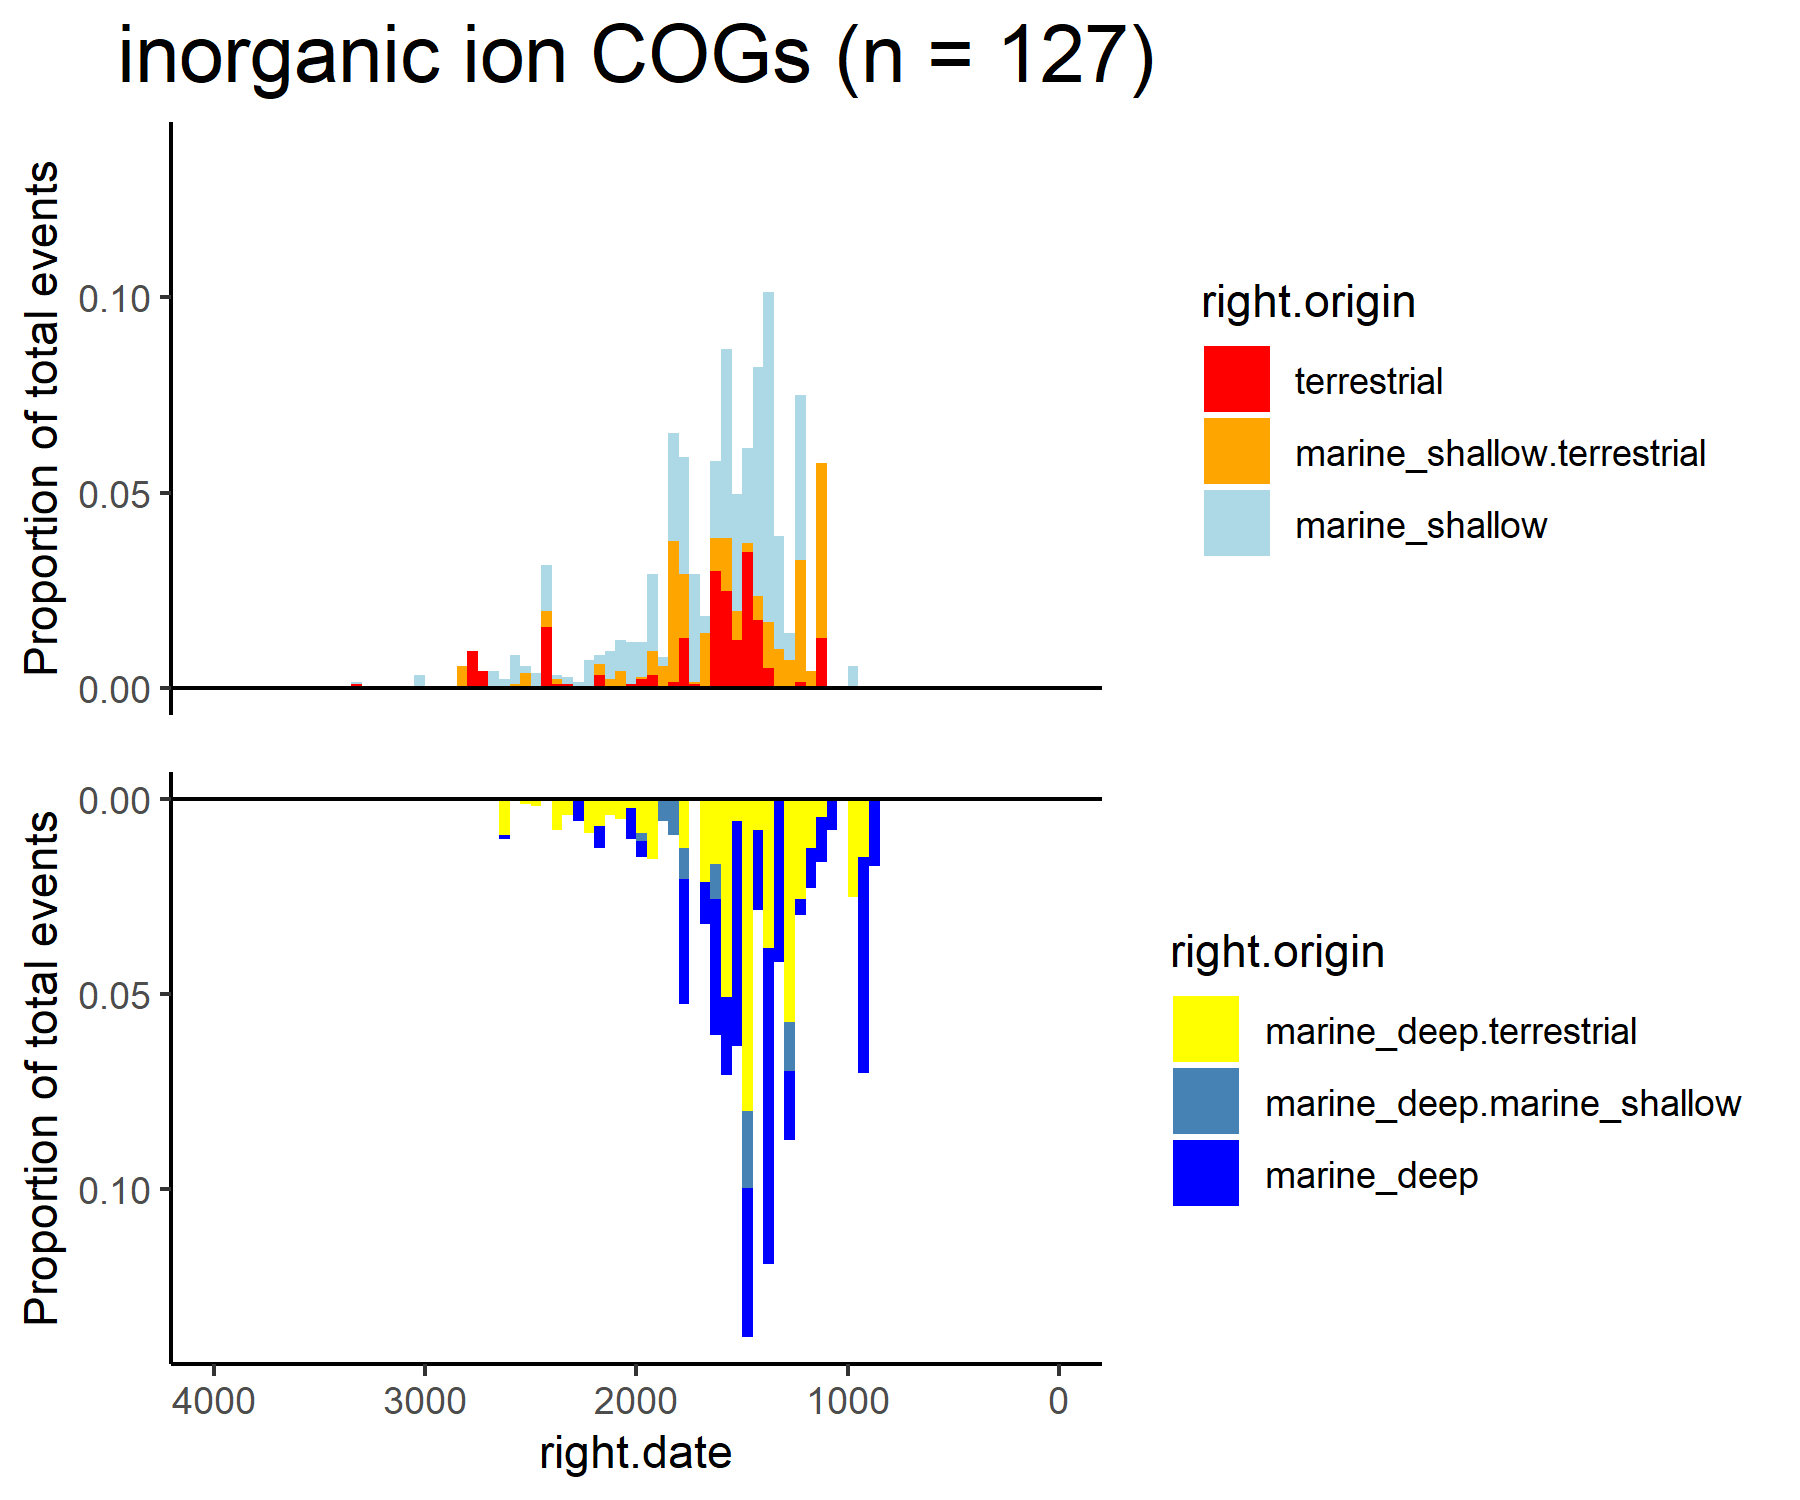 inorganic ion COGs (n = 127)
Proportion of total events
0.10
0.05
0.00
right.origin
terrestrial
marine_shallow.terrestrial
marine_shallow
Proportion of total events
0.00
0.05
0.10
right.origin
marine_deep.terrestrial
marine_deep.marine_shallow
marine_deep
4000 3000 2000 1000 0
right.date